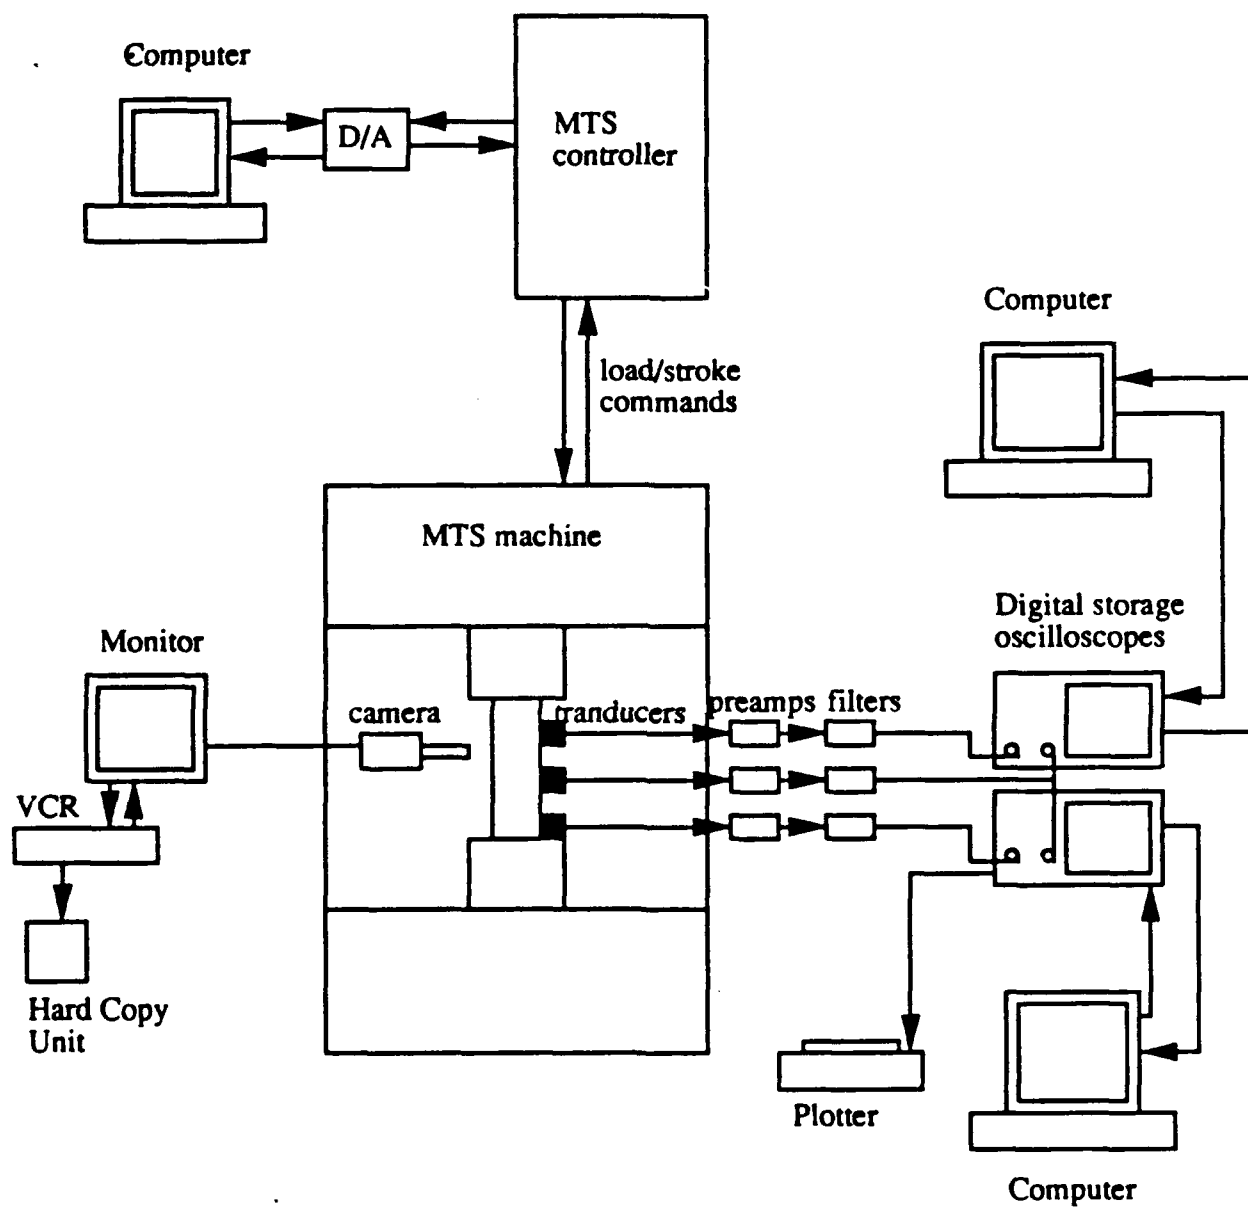 Computer
D/A
MTS
controller
Computer
load/stroke
commands
MTS machine
Digital storage
oscilloscopes
Monitor
camera
tranducers
preamps
filters
VCR
Hard Copy
Unit
Plotter
Computer